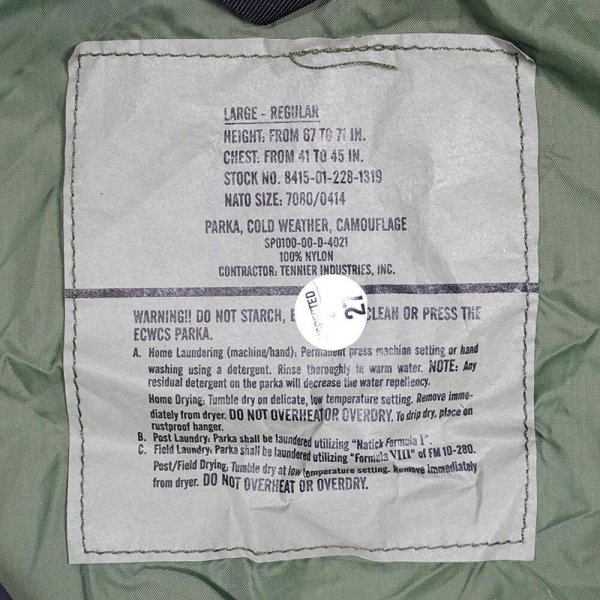 LARGE - REGULAR
HEIGHT: FROM 67 TO 71 IN.
CHEST: FROM 41 TO 45 IN.
STOCK NO. 8415-01-228-1319
NATO SIZE: 7080/0414
PARKA, COLD WEATHER, CAMOUFLAGE
SPO100-00-D-4021
100% NYLON
CONTRACTOR: TENNIER INDUSTRIES, INC.
WARNING!! DO NOT STARCH, CLEAN OR PRESS THE
ECWCS PARKA.
27
A. Home Laundering (machine/hand): Permanent press machine setting or hand
washing using a detergent. Rinse thoroughly in warm water. NOTE: Any
residual detergent on the parka will decrease the water repellency.
Home Drying: Tumble dry on delicate, low temperature setting. Remove imme-
diately from dryer. DO NOT OVERHEAT OR OVERDRY. To drip dry, place on
rustproof hanger.
B. Post Laundry: Parka shall be laundered utilizing "Natick Formula I".
C. Field Laundry: Parka shall be laundered utilizing "Formula VIII" of FM 10-280.
Post/Field Drying, Tumble dry at low temperature setting. Remove immediately
from dryer. DO NOT OVERHEAT OR OVERDRY.